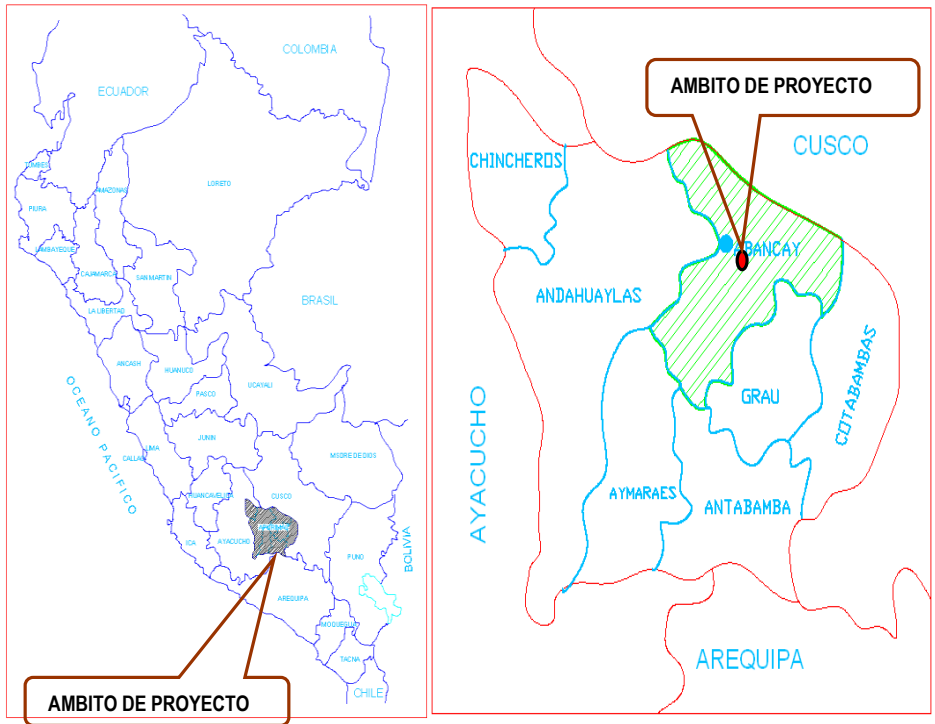 COLOMBIA
ECUADOR
TUMBES
AMAZONAS
LORETO
PIURA
LAMBAYEQUE
CAJAMARCA
SAN MARTIN
BRASIL
LA LIBERTAD
ANCASH
HUANUCO
UCAYALI
PASCO
OCEANO PACIFICO
JUNIN
LIMA
CALLAO
MSDRE DE DIOS
HUANCAVELICA
CUSCO
ICA
AYACUCHO
PUNO
BOLIVIA
AREQUIPA
MOQUEGUA
TACNA
CHILE
AMBITO DE PROYECTO
AMBITO DE PROYECTO
CUSCO
CHINCHEROS
ABANCAY
ANDAHUAYLAS
COTABAMBAS
GRAU
AYACUCHO
AYMARAES
ANTABAMBA
AREQUIPA